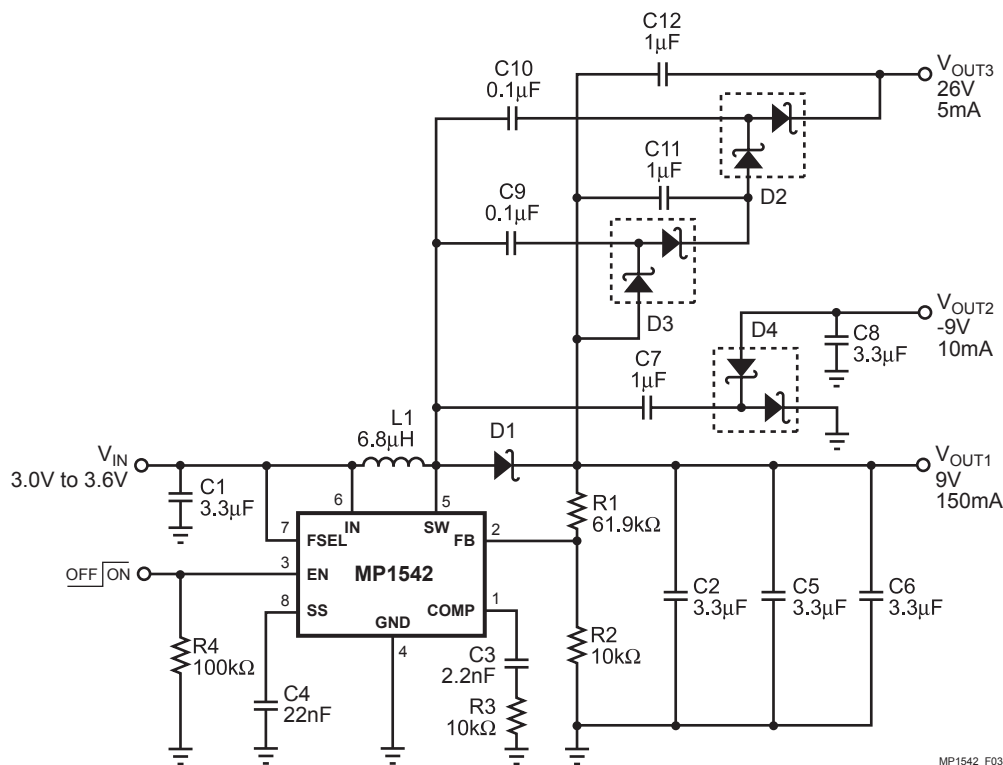 C12
1µF
C10
0.1µF
VOUT3
26V
5mA
C11
1µF
D2
C9
0.1µF
D3
D4
VOUT2
-9V
10mA
C8
3.3µF
C7
1µF
L1
6.8µH
D1
VIN
3.0V to 3.6V
VOUT1
9V
150mA
C1
3.3µF
6
5
IN
SW
R1
61.9kΩ
7
FSEL
FB
2
OFF ON
3
EN
MP1542
8
SS
COMP
1
GND
4
C2
3.3µF
C5
3.3µF
C6
3.3µF
R4
100kΩ
C4
22nF
C3
2.2nF
R3
10kΩ
R2
10kΩ
MP1542_F03